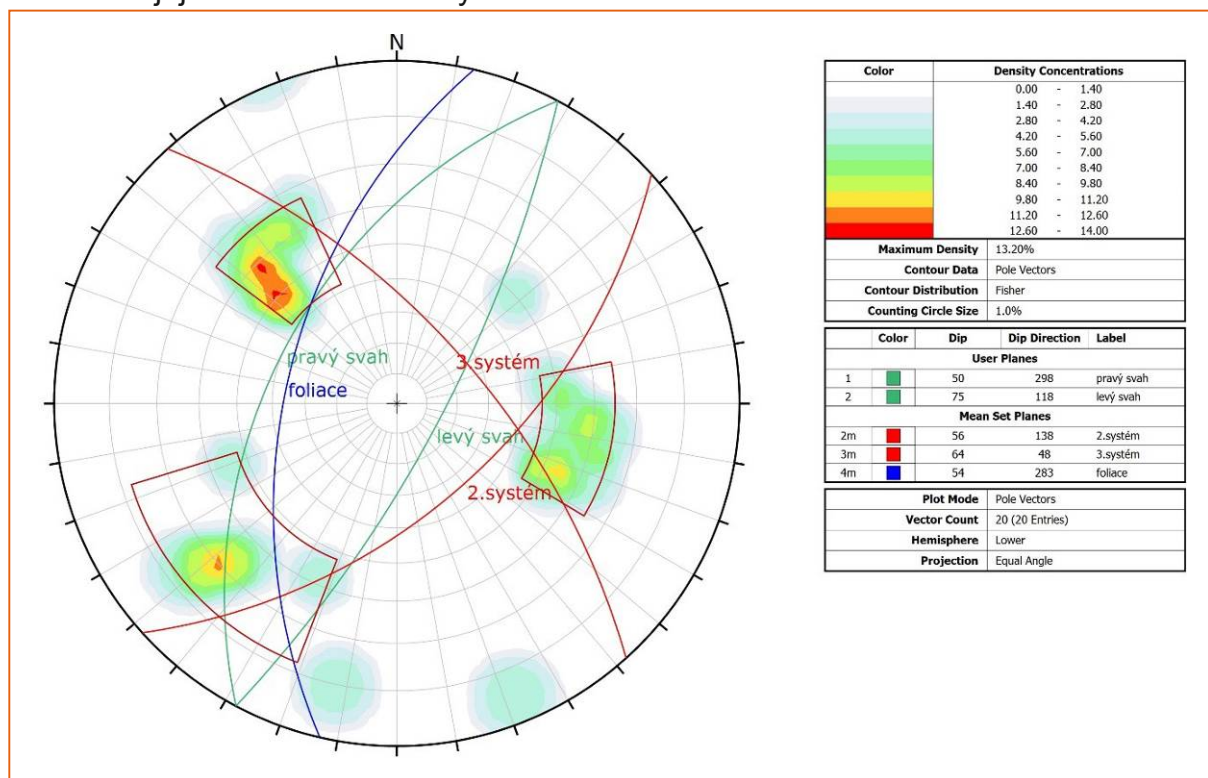 N
pravý svah
foliace
3.systém
levý svah
2.systém
Color Density Concentrations
0.00 - 1.40
1.40 - 2.80
2.80 - 4.20
4.20 - 5.60
5.60 - 7.00
7.00 - 8.40
8.40 - 9.80
9.80 - 11.20
11.20 - 12.60
12.60 - 14.00
Maximum Density 13.20%
Contour Data Pole Vectors
Contour Distribution Fisher
Counting Circle Size 1.0%
Color Dip Dip Direction Label
User Planes
1 50 298 pravý svah
2 75 118 levý svah
Mean Set Planes
2m 56 138 2.systém
3m 64 48 3.systém
4m 54 283 foliace
Plot Mode Pole Vectors
Vector Count 20 (20 Entries)
Hemisphere Lower
Projection Equal Angle